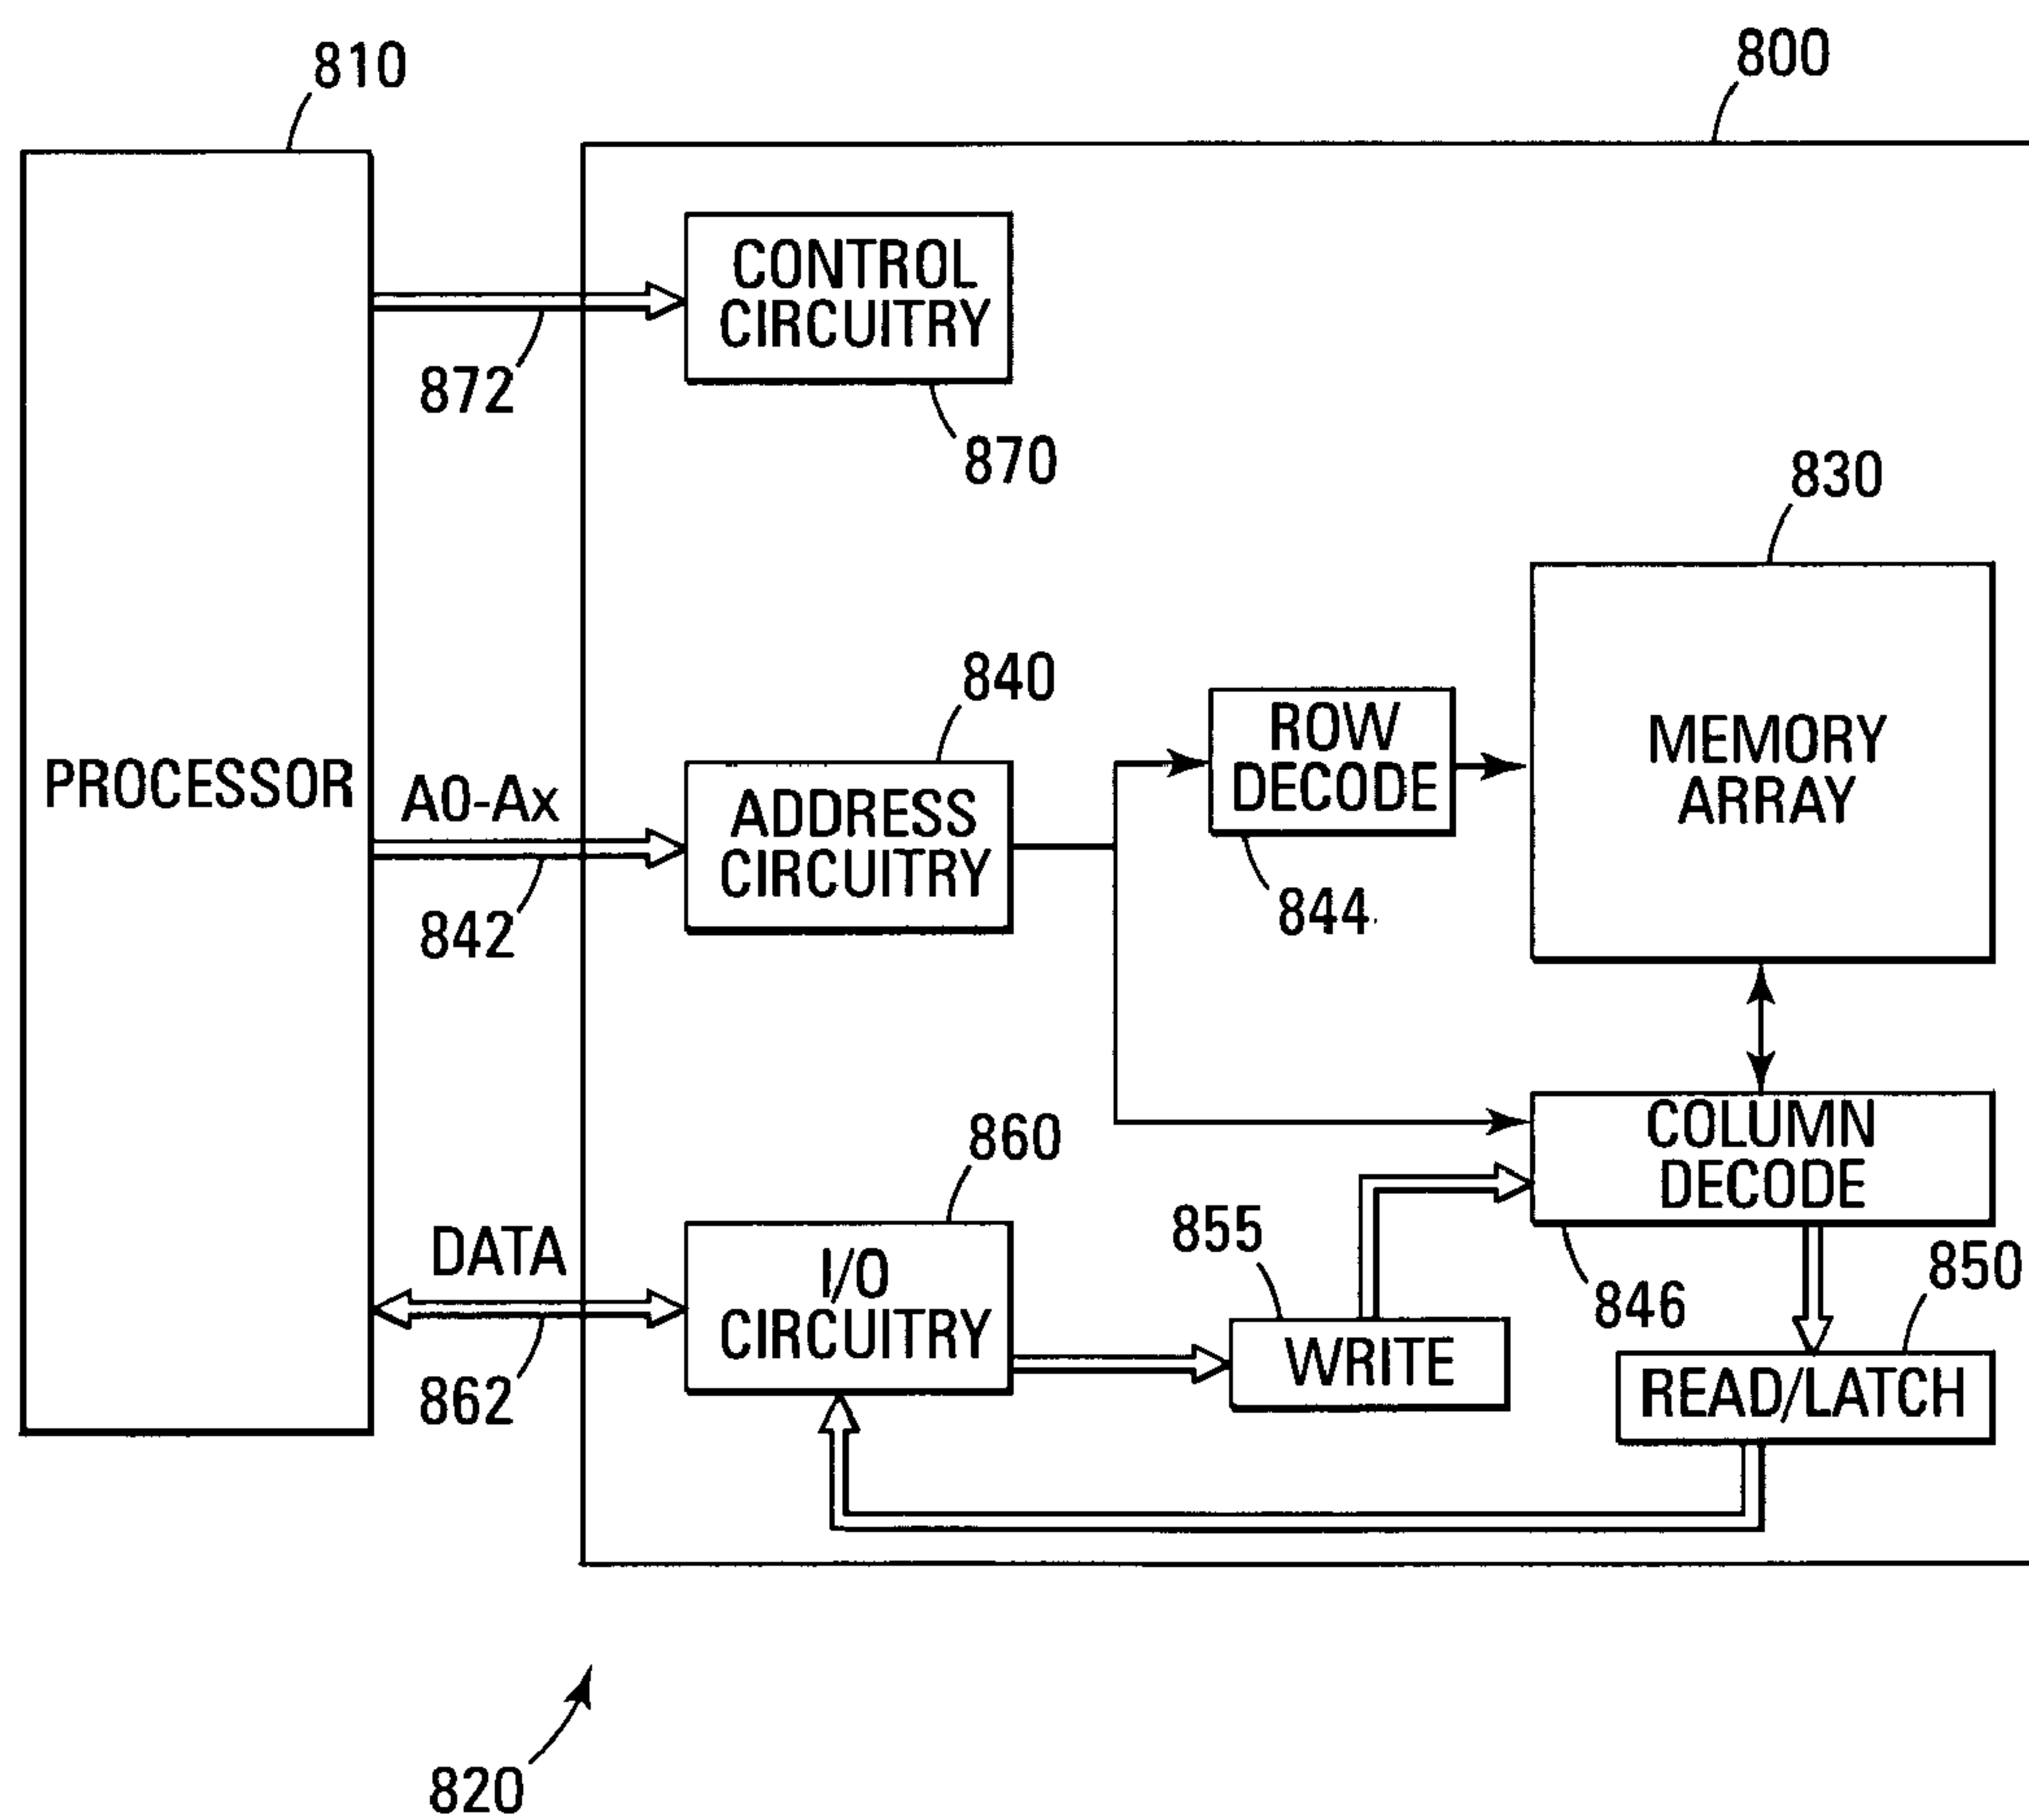 810
800
CONTROL
CIRCUITRY
872
870
830
840
ROW
DECODE
MEMORY
ARRAY
PROCESSOR
A0-Ax
ADDRESS
CIRCUITRY
844
842
860
COLUMN
DECODE
855
DATA
I/O
CIRCUITRY
846
850
WRITE
READ/LATCH
862
820